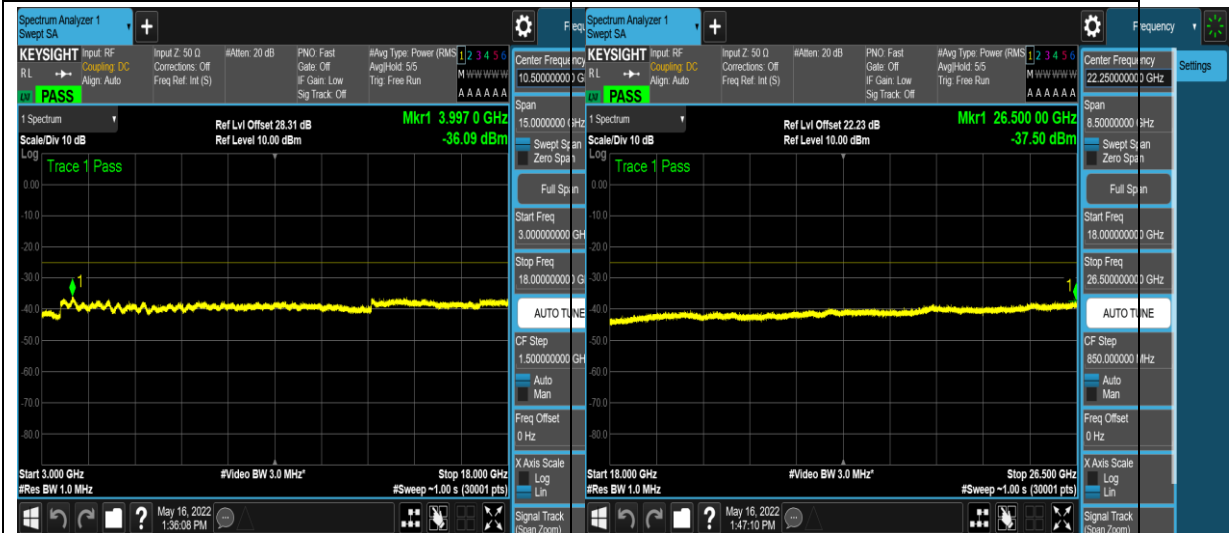 Spectrum Analyzer 1
Swept SA
+
Frequ
KEYSIGHT
RL
Input: RF
Coupling: DC
Align: Auto
Input Z: 50 Ω
Corrections: Off
Freq Ref: Int (S)
#Atten: 20 dB
PNO: Fast
Gate: Off
IF Gain: Low
Sig Track: Off
#Avg Type: Power (RMS
Avg|Hold: 5/5
Trig: Free Run
1 2 3 4 5 6
M W W W W W
A A A A A A
PASS
1 Spectrum
Scale/Div 10 dB
Ref Lvl Offset 28.31 dB
Ref Level 10.00 dBm
Mkr1 3.997 0 GHz
-36.09 dBm
Log
Trace 1 Pass
0.00
-10.0
-20.0
-30.0
-40.0
-50.0
-60.0
-70.0
-80.0
1
Start 3.000 GHz
#Res BW 1.0 MHz
#Video BW 3.0 MHz*
Stop 18.000 GHz
#Sweep ~1.00 s (30001 pts)
May 16, 2022
1:36:08 PM
Center Frequency
10.50000000 G
Span
15.0000000 GHz
Swept Span
Zero Span
Full Span
Start Freq
3.000000000 GH
Stop Freq
18.00000000 G
AUTO TUNE
CF Step
1.500000000 GH
Auto
Man
Freq Offset
0 Hz
X Axis Scale
Log
Lin
Signal Track
(Span Zoom)
Spectrum Analyzer 1
Swept SA
+
Frequency
Settings
KEYSIGHT
RL
Input: RF
Coupling: DC
Align: Auto
Input Z: 50 Ω
Corrections: Off
Freq Ref: Int (S)
#Atten: 20 dB
PNO: Fast
Gate: Off
IF Gain: Low
Sig Track: Off
#Avg Type: Power (RMS
Avg|Hold: 5/5
Trig: Free Run
1 2 3 4 5 6
M W W W W W
A A A A A A
PASS
1 Spectrum
Scale/Div 10 dB
Ref Lvl Offset 22.23 dB
Ref Level 10.00 dBm
Mkr1 26.500 00 GHz
-37.50 dBm
Log
Trace 1 Pass
0.00
-10.0
-20.0
-30.0
-40.0
-50.0
-60.0
-70.0
-80.0
1
Start 18.000 GHz
#Res BW 1.0 MHz
#Video BW 3.0 MHz*
Stop 26.500 GHz
#Sweep ~1.00 s (30001 pts)
May 16, 2022
1:47:10 PM
Center Frequency
22.250000000 GHz
Span
8.50000000 GHz
Swept Span
Zero Span
Full Span
Start Freq
18.000000000 GHz
Stop Freq
26.500000000 GHz
AUTO TUNE
CF Step
850.000000 MHz
Auto
Man
Freq Offset
0 Hz
X Axis Scale
Log
Lin
Signal Track
(Span Zoom)